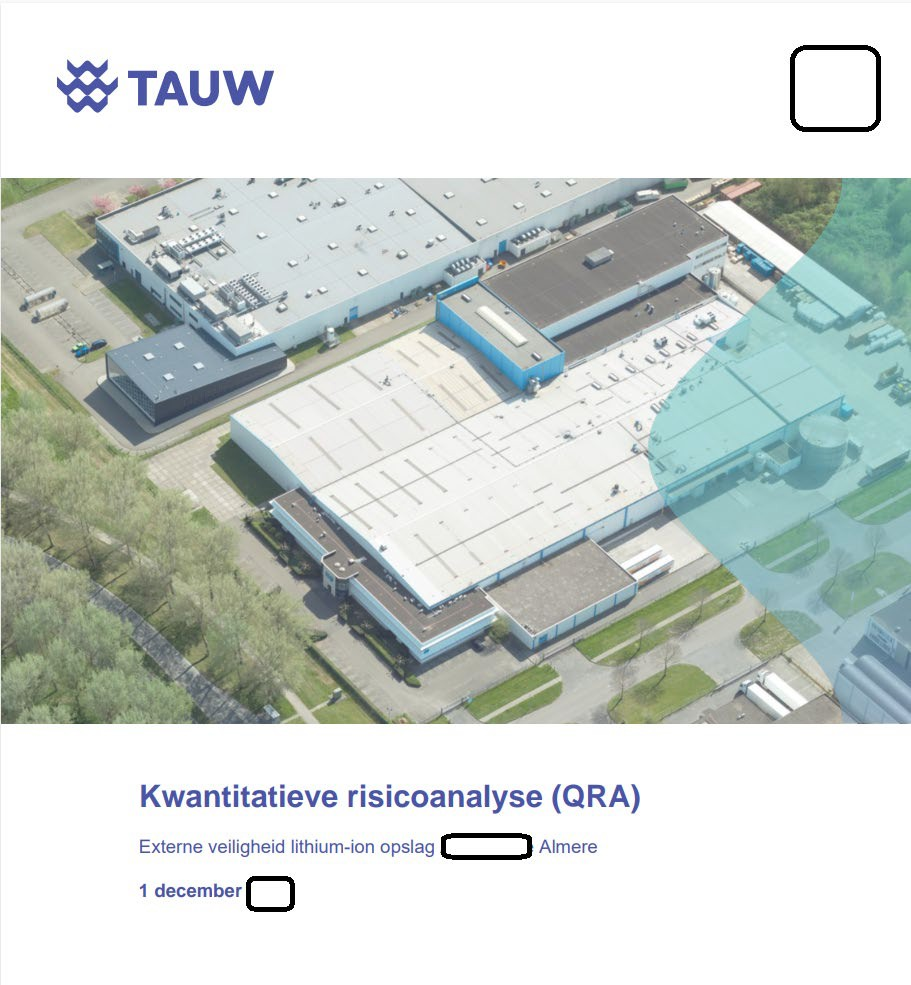 TAUW
Kwantitatieve risicoanalyse (QRA)
Externe veiligheid lithium-ion opslag Almere
1 december